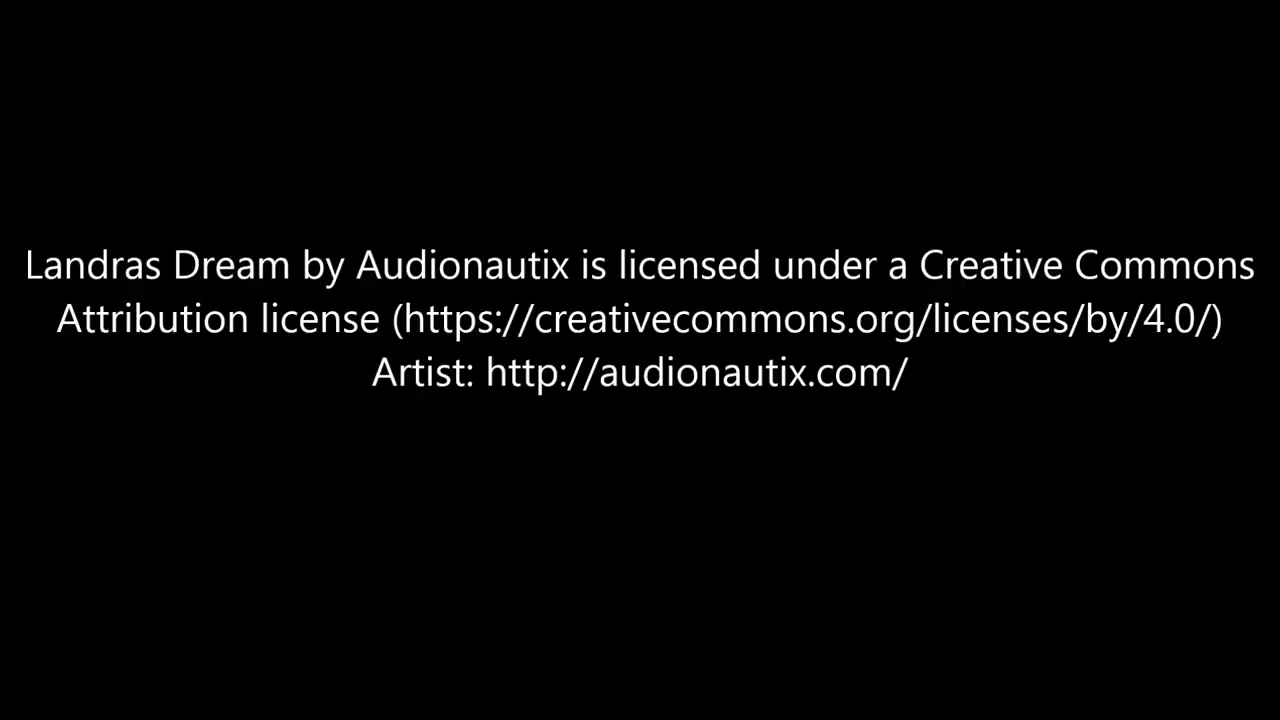 Landras Dream by Audionautix is licensed under a Creative Commons
Attribution license (https://creativecommons.org/licenses/by/4.0/)
Artist: http://audionautix.com/